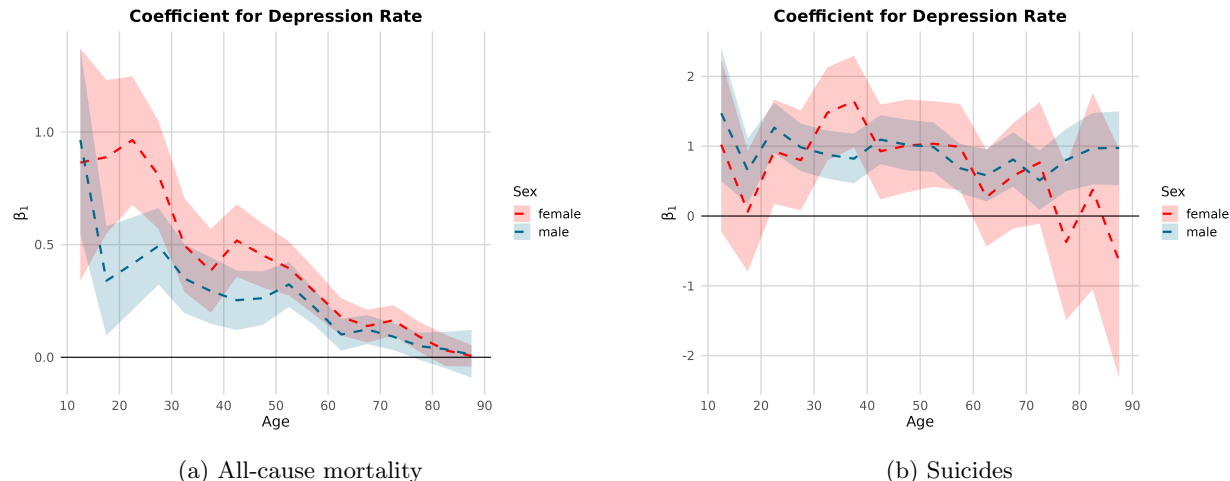 Coefficient for Depression Rate
β1
1.0
0.5
0.0
10 20 30 40 50 60 70 80 90
Age
Sex
female
male
(a) All-cause mortality
Coefficient for Depression Rate
β1
2
1
0
-1
-2
10 20 30 40 50 60 70 80 90
Age
Sex
female
male
(b) Suicides